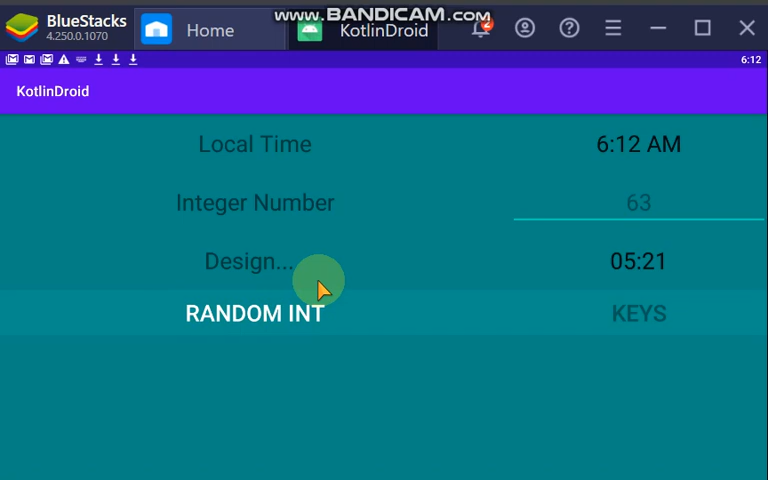 www.BANDICAM.com
BlueStacks
4.250.0.1070
Home
KotlinDroid
2
6:12
KotlinDroid
Local Time 6:12 AM
Integer Number 63
Design... 05:21
RANDOM INT KEYS